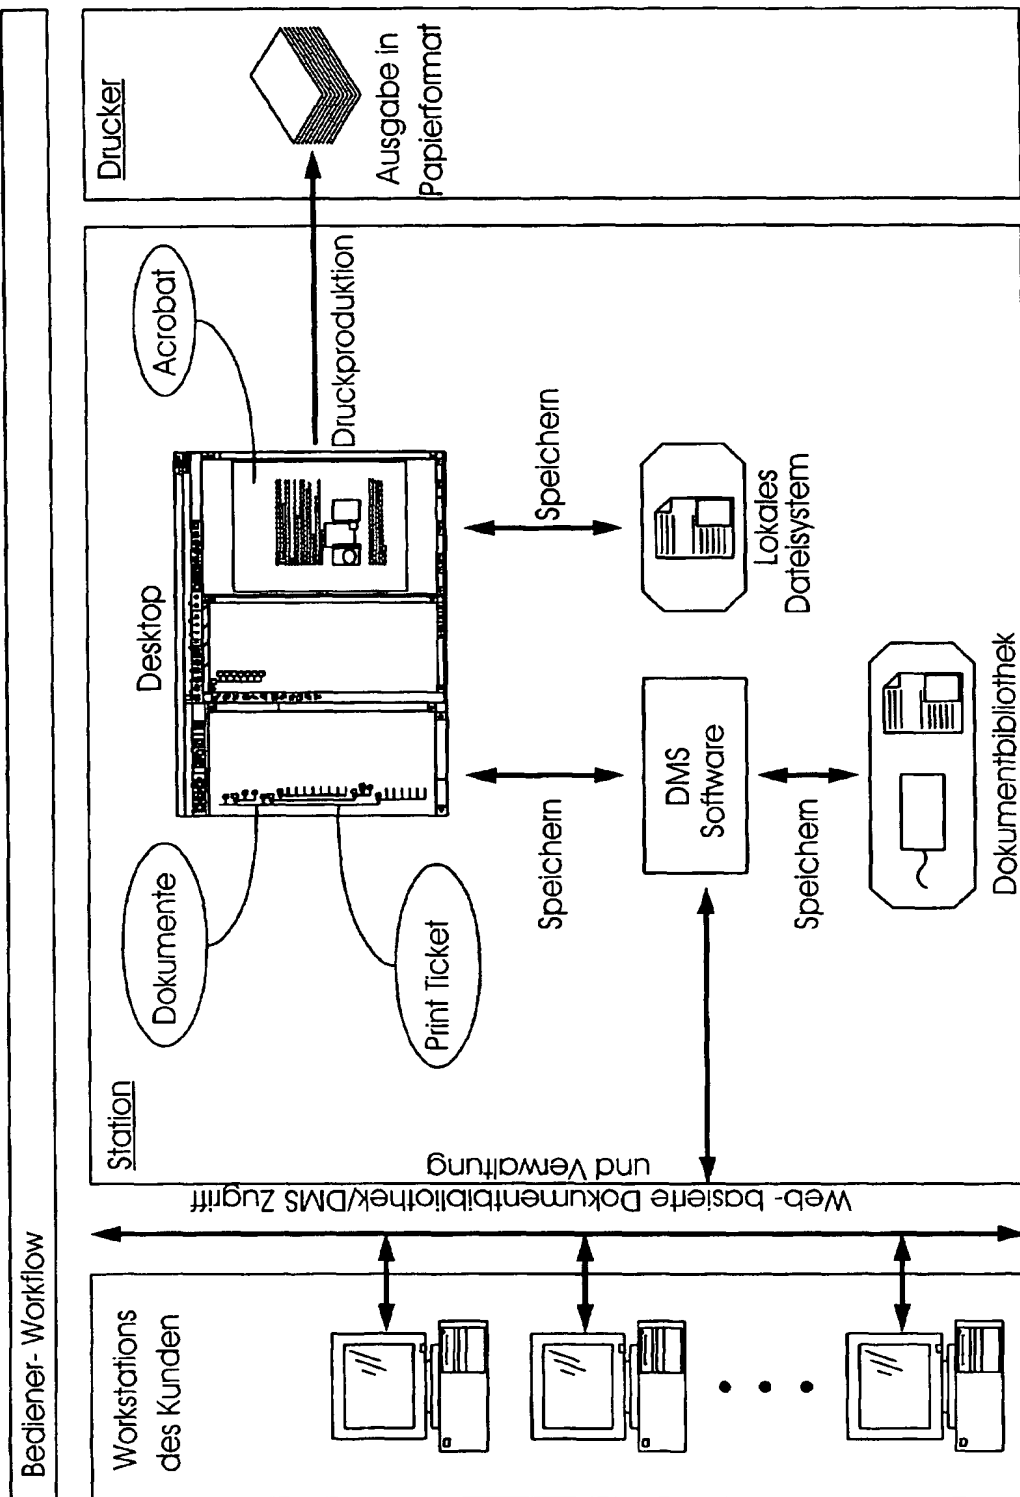 Bediener- Workflow
Workstations
des Kunden
Web- basierte Dokumentbibliothek/DMS Zugriff
und Verwaltung
Station
Dokumente
Print Ticket
Desktop
Acrobat
Druckproduktion
Speichern
Speichern
DMS
Software
Lokales
Dateisystem
Speichern
Dokumentbibliothek
Drucker
Ausgabe in
Papierformat